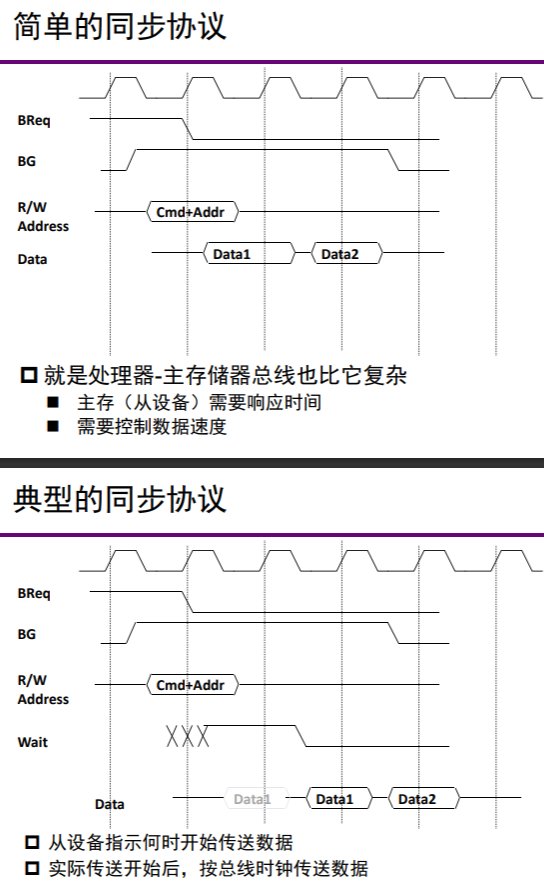 简单的同步协议
BReq
BG
R/W
Address
Cmd+Addr
Data
Data1
Data2
就是处理器-主存储器总线也比它复杂
主存（从设备）需要响应时间
需要控制数据速度
典型的同步协议
BReq
BG
R/W
Address
Cmd+Addr
Wait
Data
Data1
Data1
Data2
从设备指示何时开始传送数据
实际传送开始后，按总线时钟传送数据